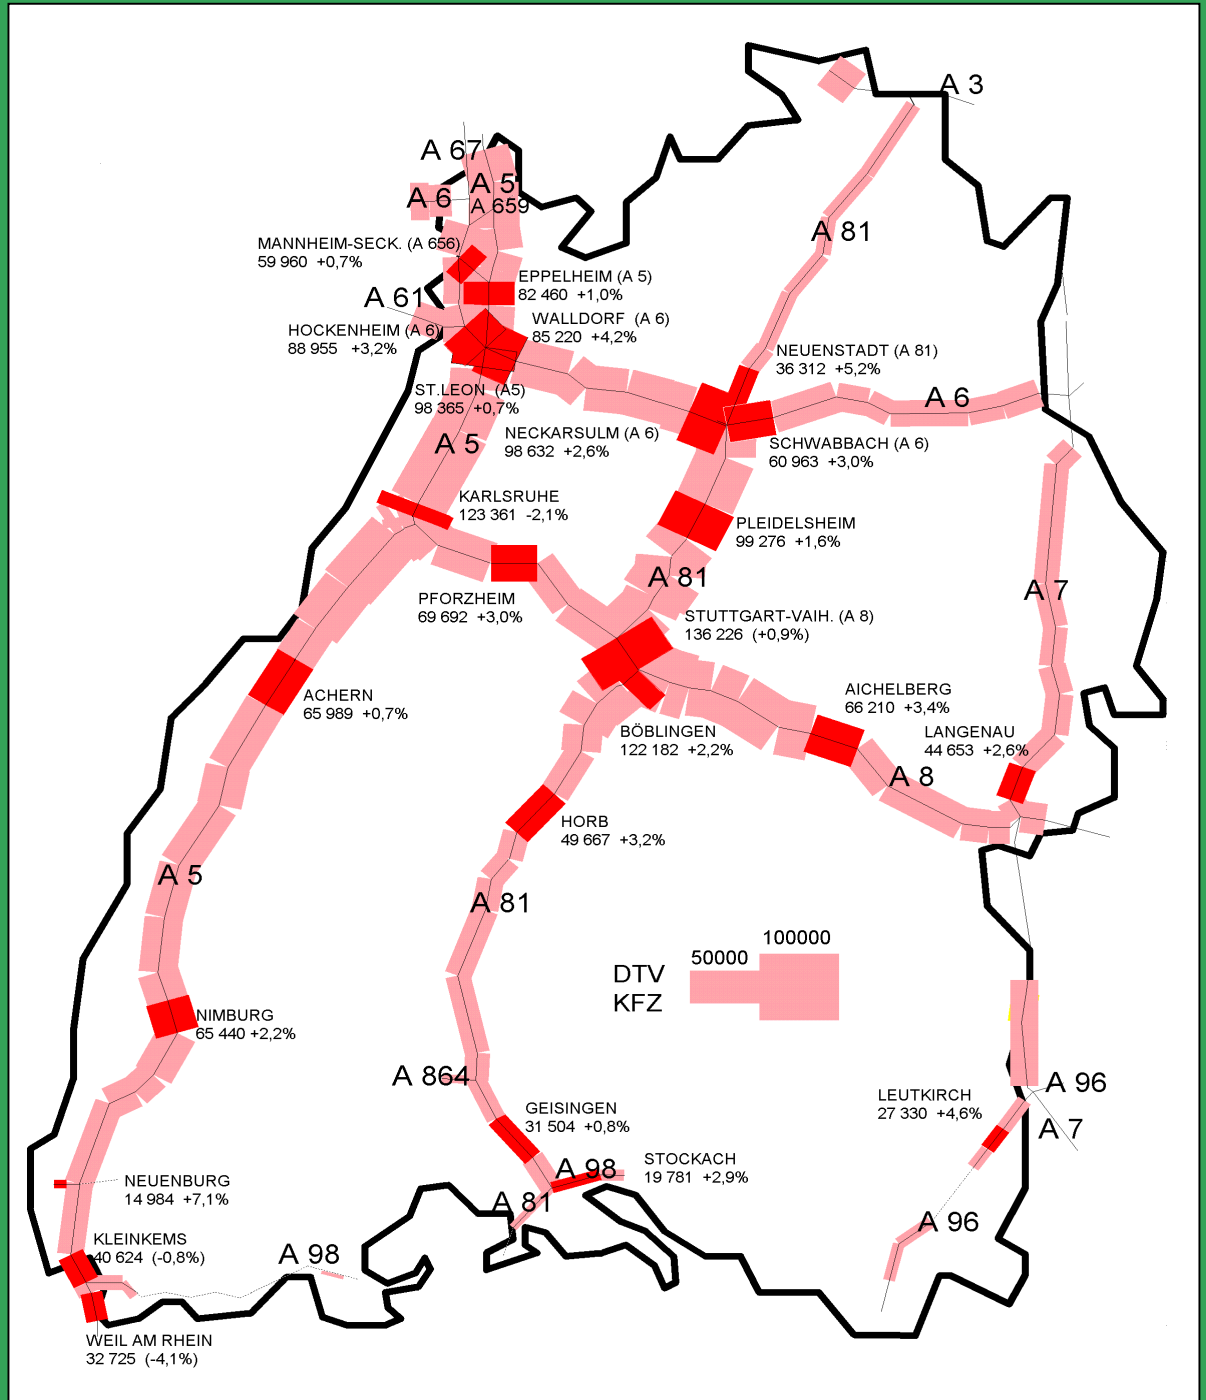 A 3
A 67
A 5
A 6
A 659
A 81
MANNHEIM-SECK. (A 656)
59 960 +0,7%
EPPELHEIM (A 5)
82 460 +1,0%
A 61
WALLDORF (A 6)
85 220 +4,2%
HOCKENHEIM (A 6)
88 955 +3,2%
NEUENSTADT (A 81)
36 312 +5,2%
ST.LEON (A5)
98 365 +0,7%
A 6
A 5
NECKARSULM (A 6)
98 632 +2,6%
SCHWABBACH (A 6)
60 963 +3,0%
KARLSRUHE
123 361 -2,1%
PLEIDELSHEIM
99 276 +1,6%
A 81
A 7
PFORZHEIM
69 692 +3,0%
STUTTGART-VAIH. (A 8)
136 226 (+0,9%)
ACHERN
65 989 +0,7%
AICHELBERG
66 210 +3,4%
BÖBLINGEN
122 182 +2,2%
LANGENAU
44 653 +2,6%
A 8
HORB
49 667 +3,2%
A 5
A 81
50000
100000
DTV
KFZ
NIMBURG
65 440 +2,2%
A 864
A 96
LEUTKIRCH
27 330 +4,6%
A 7
GEISINGEN
31 504 +0,8%
STOCKACH
19 781 +2,9%
A 98
NEUENBURG
14 984 +7,1%
A 81
A 96
KLEINKEMS
40 624 (-0,8%)
A 98
WEIL AM RHEIN
32 725 (-4,1%)